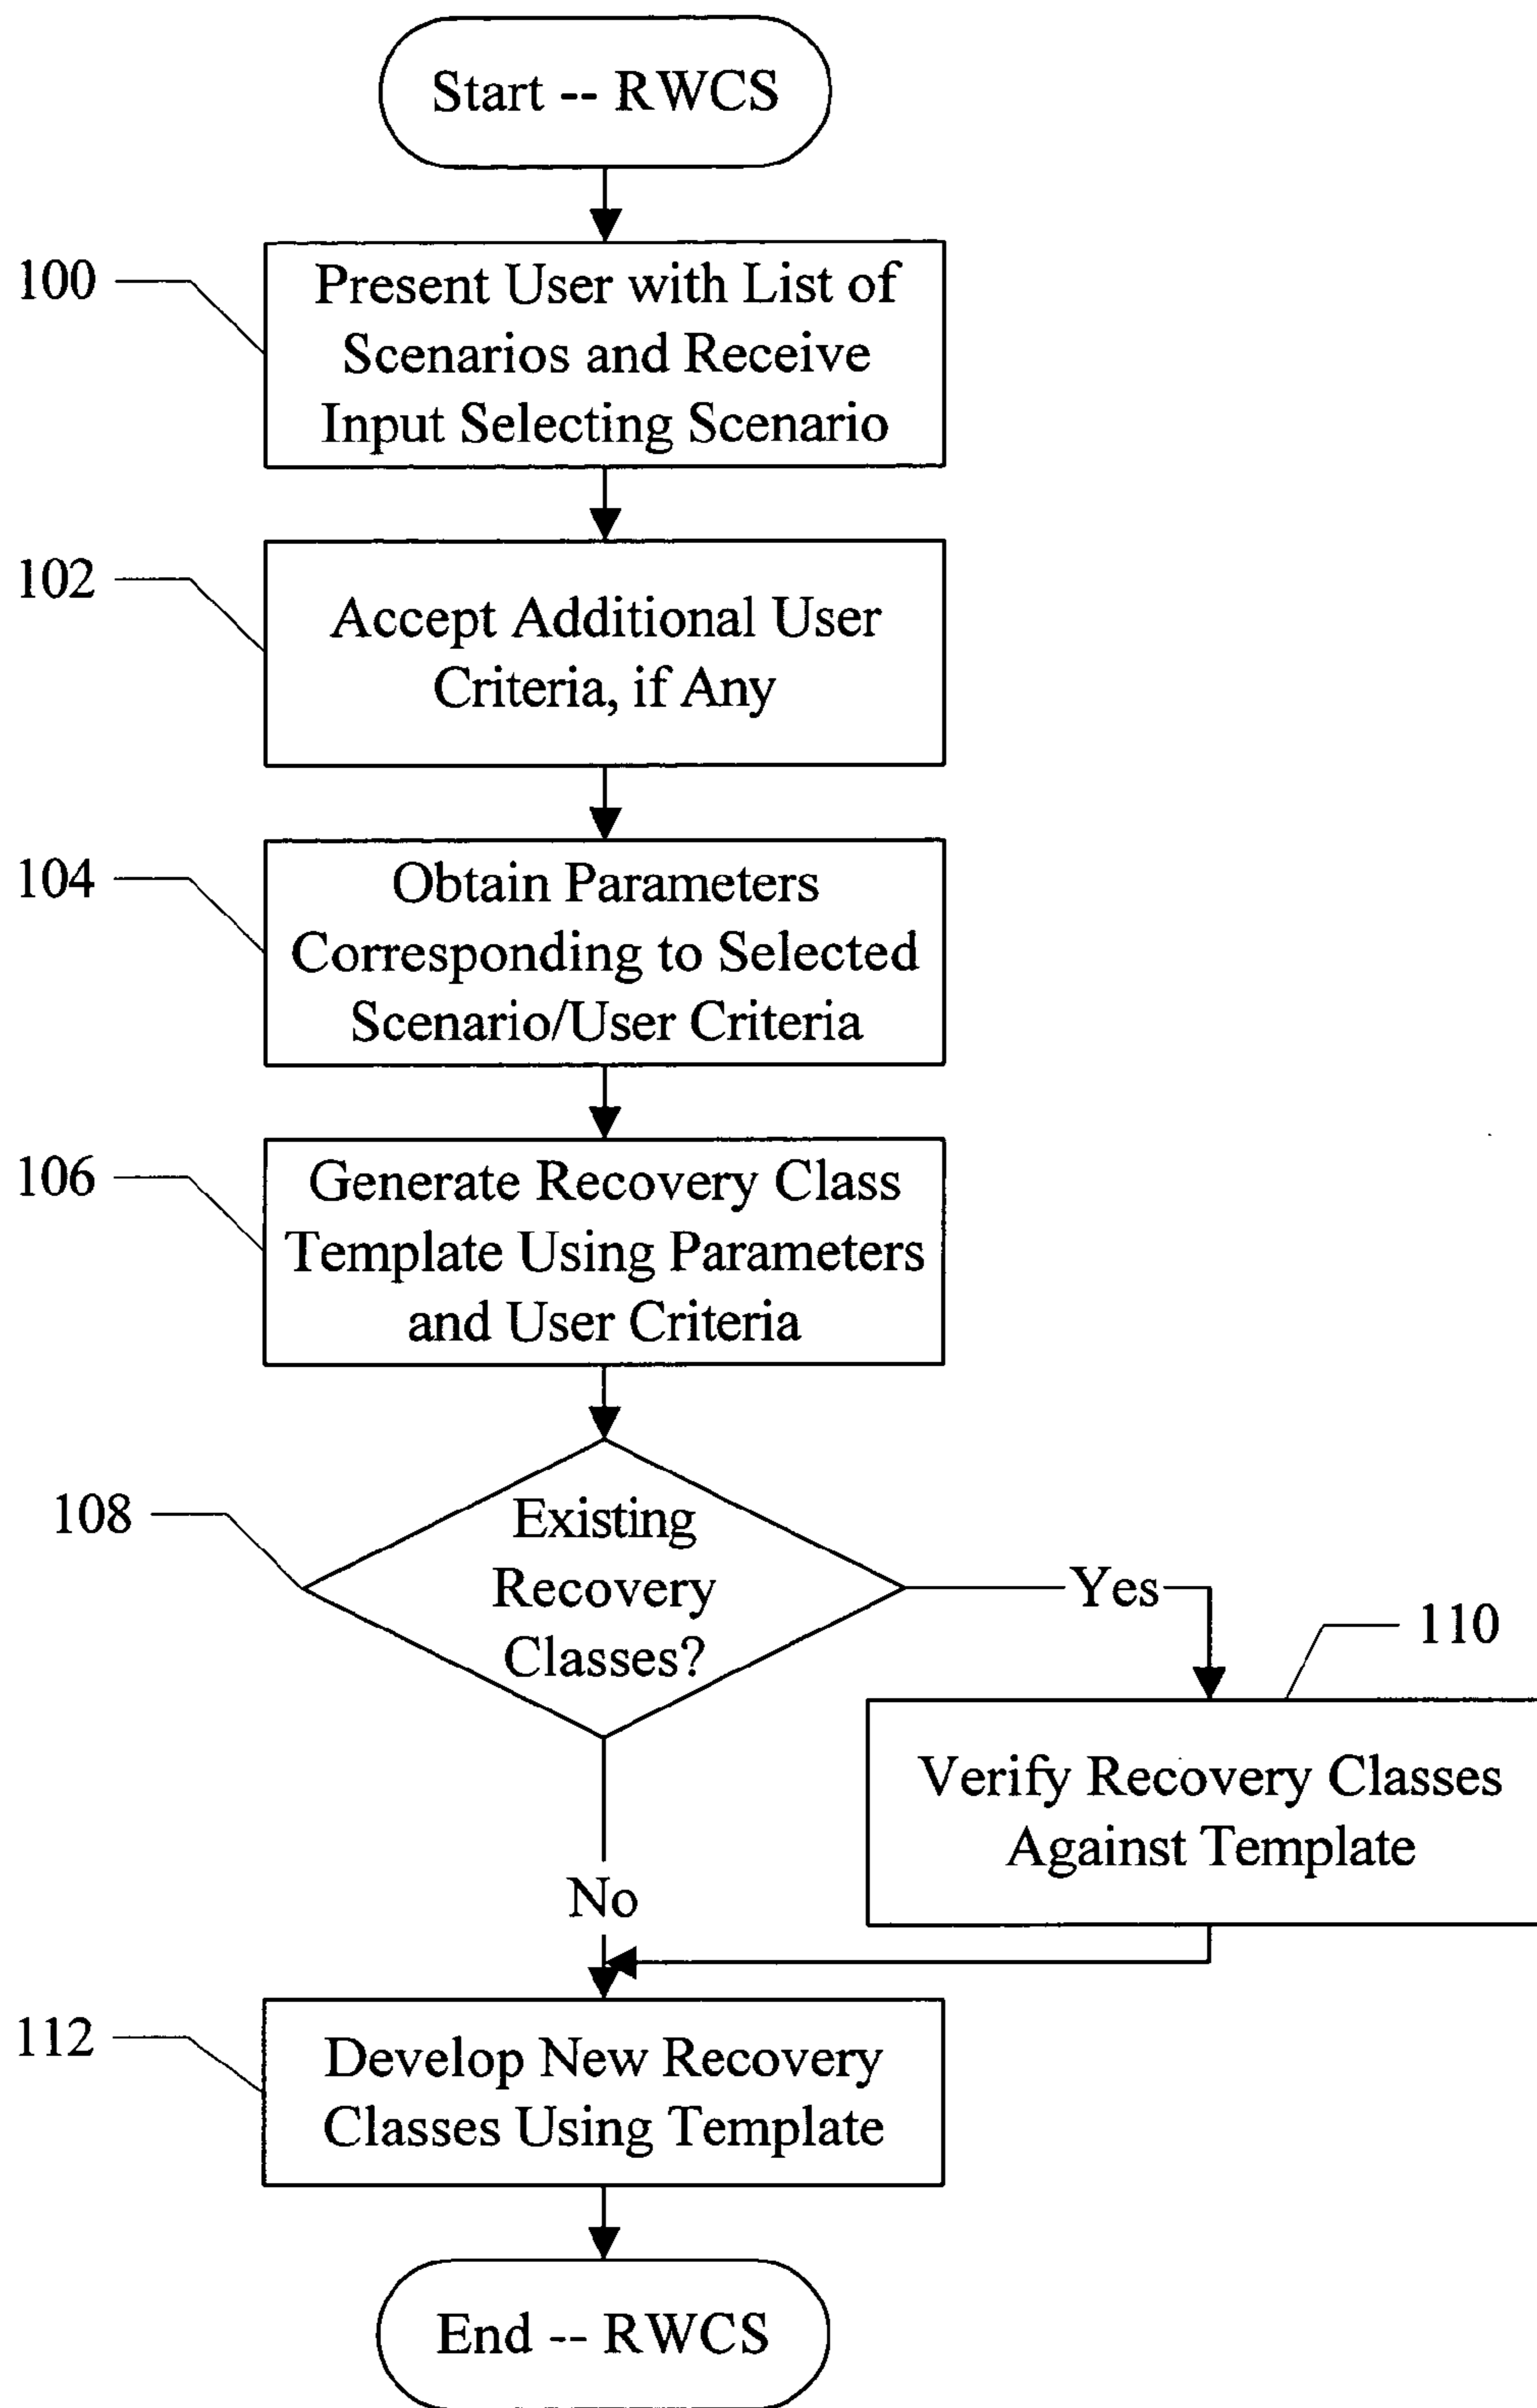 Start -- RWCS
100
Present User with List of
Scenarios and Receive
Input Selecting Scenario
102
Accept Additional User
Criteria, if Any
104
Obtain Parameters
Corresponding to Selected
Scenario/User Criteria
106
Generate Recovery Class
Template Using Parameters
and User Criteria
108
Existing
Recovery
Classes?
Yes
110
Verify Recovery Classes
Against Template
No
112
Develop New Recovery
Classes Using Template
End -- RWCS